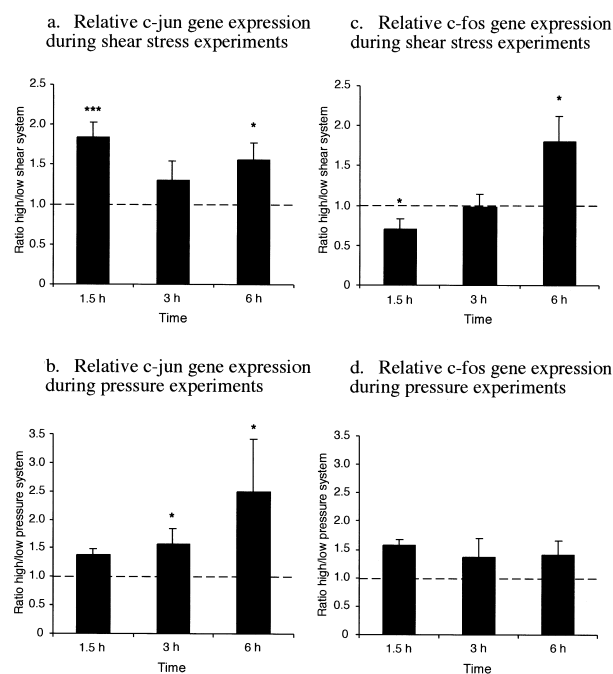 a. Relative c-jun gene expression
during shear stress experiments
Ratio high/low shear system
2.5
2.0
1.5
1.0
0.5
0
***
*
1.5 h
3 h
6 h
Time
c. Relative c-fos gene expression
during shear stress experiments
Ratio high/low shear system
2.5
2.0
1.5
1.0
0.5
0
*
*
1.5 h
3 h
6 h
Time
b. Relative c-jun gene expression
during pressure experiments
Ratio high/low pressure system
3.5
3.0
2.5
2.0
1.5
1.0
0.5
0
*
*
1.5 h
3 h
6 h
Time
d. Relative c-fos gene expression
during pressure experiments
Ratio high/low pressure system
3.5
3.0
2.5
2.0
1.5
1.0
0.5
0
1.5 h
3 h
6 h
Time